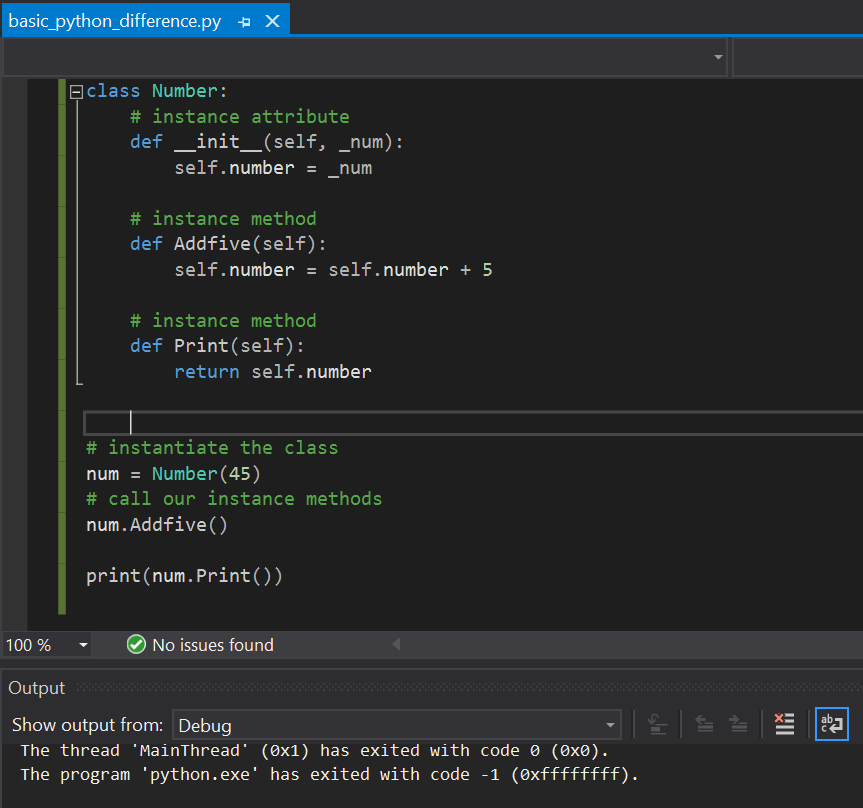 basic_python_difference.py
class Number:
    # instance attribute
    def __init__(self, _num):
        self.number = _num
    # instance method
    def Addfive(self):
        self.number = self.number + 5
    # instance method
    def Print(self):
        return self.number
# instantiate the class
num = Number(45)
# call our instance methods
num.Addfive()
print(num.Print())
100 %
No issues found
Output
Show output from: Debug
The thread 'MainThread' (0x1) has exited with code 0 (0x0).
The program 'python.exe' has exited with code -1 (0xffffffff).